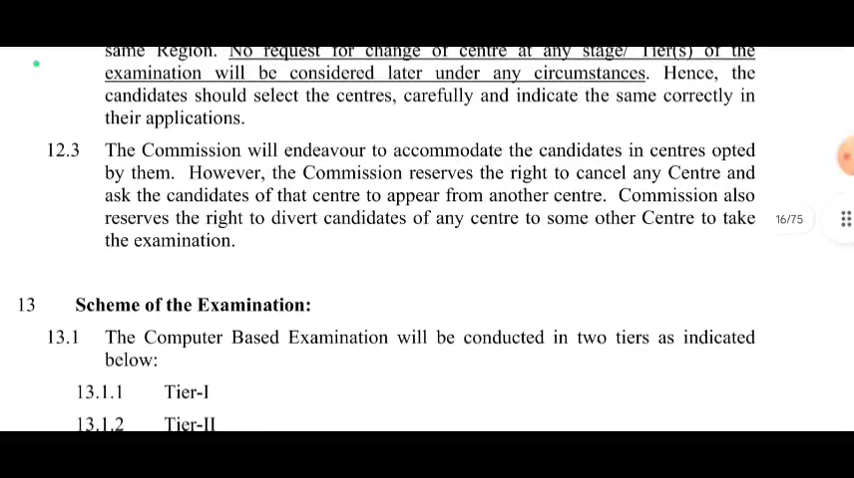 same Region. No request for change of centre at any stage/ Tier(s) of the
examination will be considered later under any circumstances. Hence, the
candidates should select the centres, carefully and indicate the same correctly in
their applications.
12.3 The Commission will endeavour to accommodate the candidates in centres opted
by them. However, the Commission reserves the right to cancel any Centre and
ask the candidates of that centre to appear from another centre. Commission also
reserves the right to divert candidates of any centre to some other Centre to take
16/75
the examination.
13 Scheme of the Examination:
13.1 The Computer Based Examination will be conducted in two tiers as indicated
below:
13.1.1 Tier-I
13.1.2 Tier-II